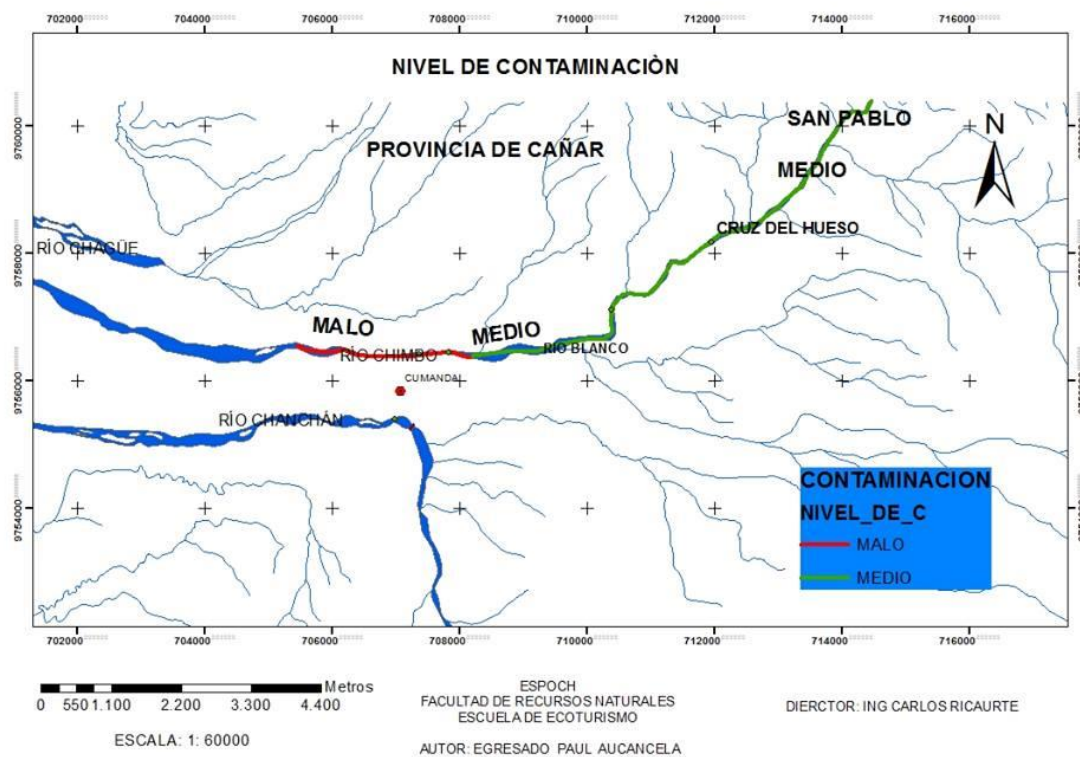 702000 704000 706000 708000 710000 712000 714000 716000
NIVEL DE CONTAMINACIÒN
SAN PABLO
N
9760000
PROVINCIA DE CAÑAR
MEDIO
CRUZ DEL HUESO
RÍO CHAGÜE
9758000
MALO
MEDIO
RÍO CHIMBO
RÍO BLANCO
CUMANDA
9756000
RÍO CHANCHÁN
CONTAMINACION
NIVEL_DE_C
9754000
MALO
MEDIO
702000 704000 706000 708000 710000 712000 714000 716000
Metros
0 550 1.100 2.200 3.300 4.400
ESCALA: 1: 60000
ESPOCH
FACULTAD DE RECURSOS NATURALES
ESCUELA DE ECOTURISMO
DIERCTOR: ING CARLOS RICAURTE
AUTOR: EGRESADO PAUL AUCANCELA